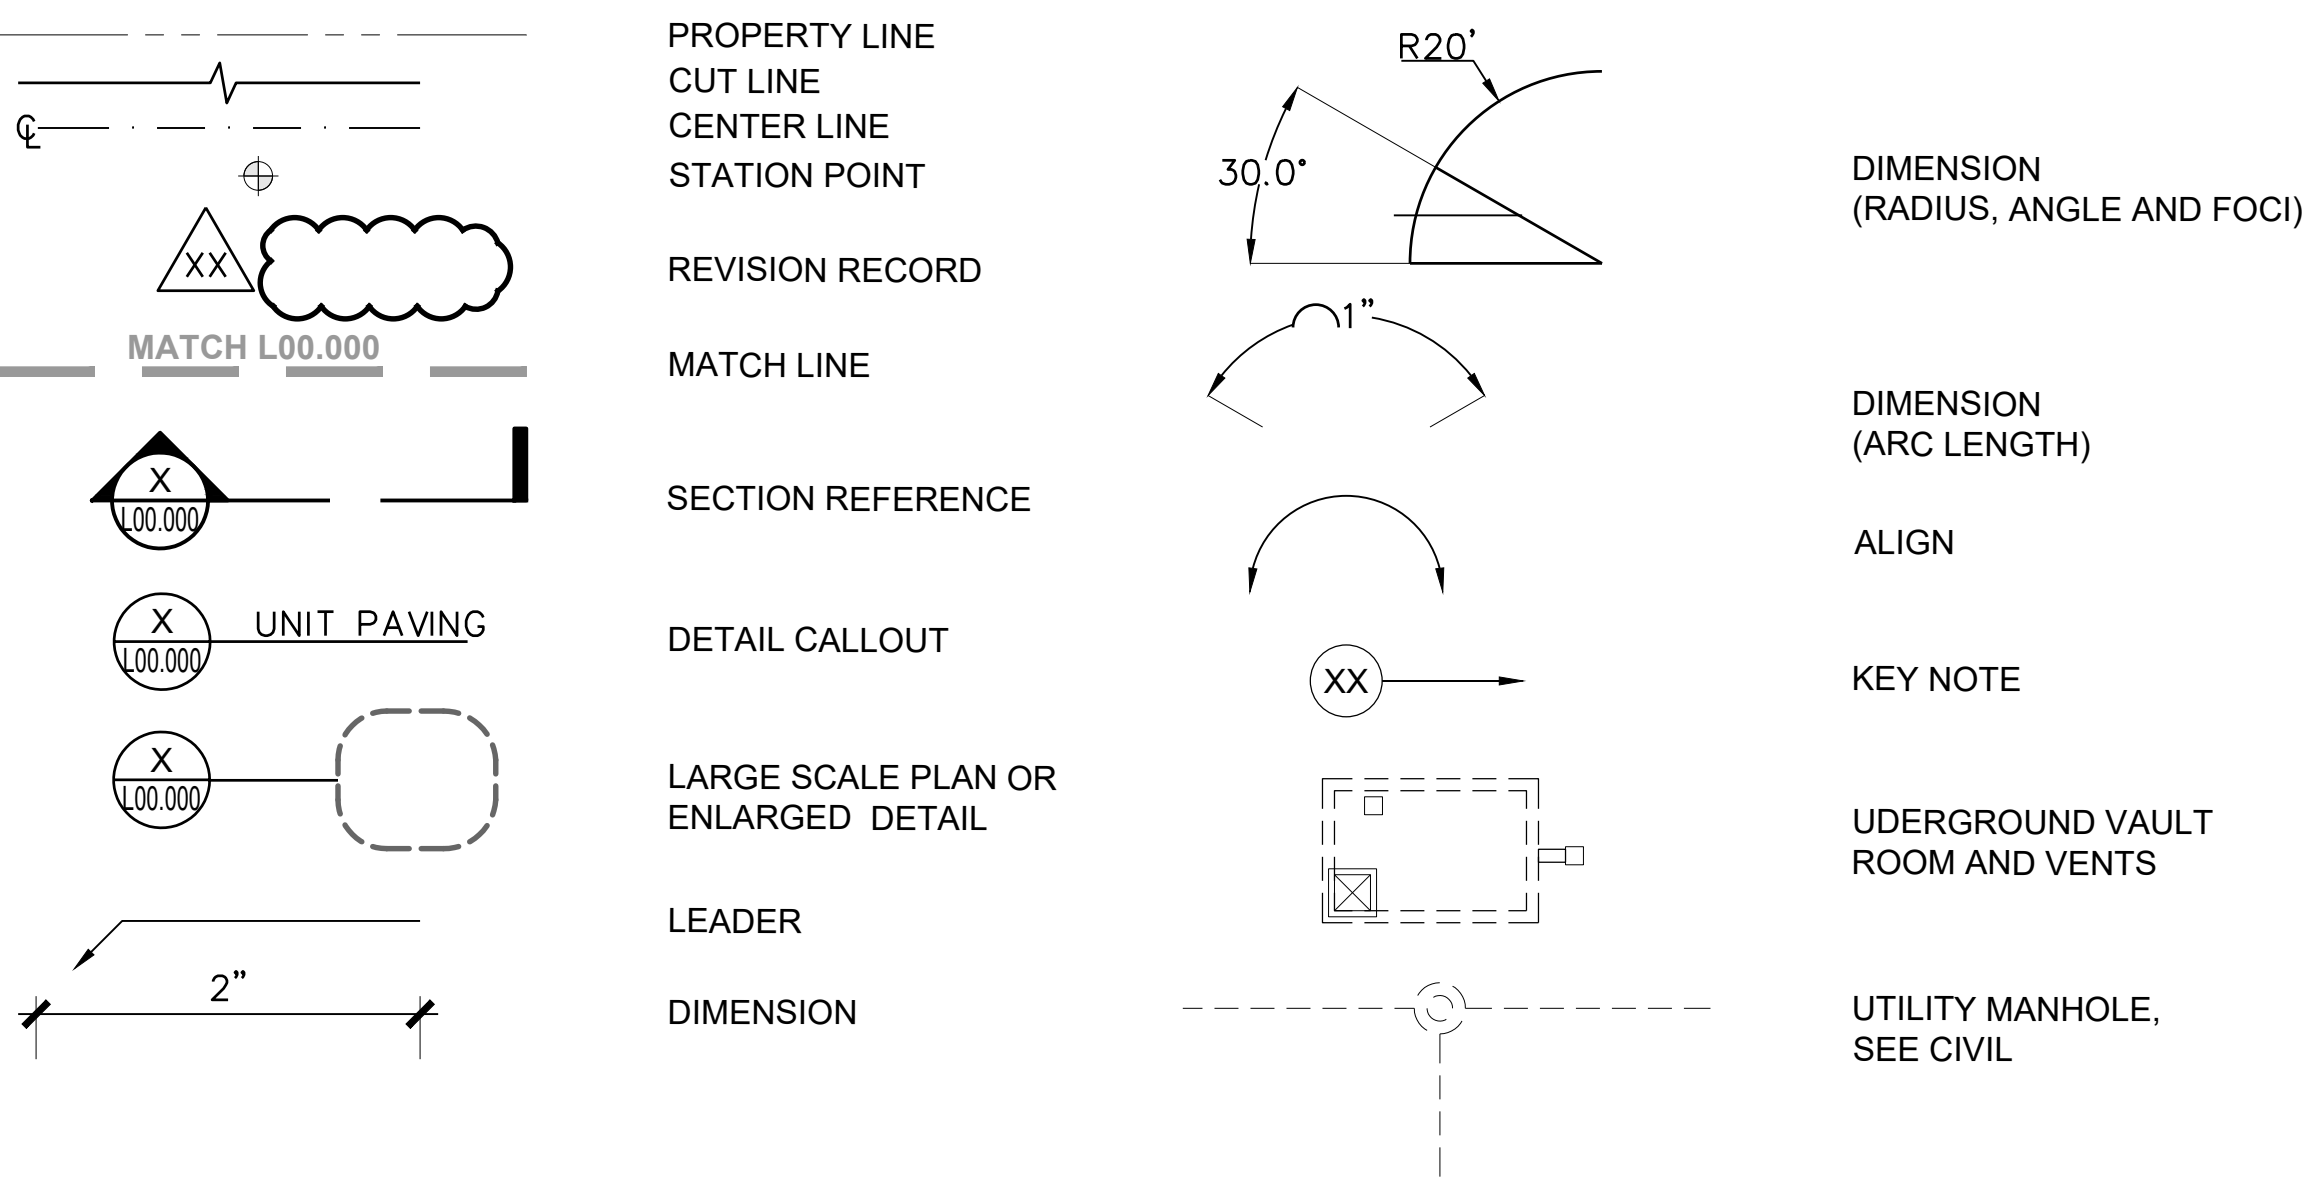 PROPERTY LINE
CUT LINE
℄
CENTER LINE
STATION POINT
XX
REVISION RECORD
MATCH L00.000
MATCH LINE
X
L00.000
SECTION REFERENCE
X
L00.000
UNIT PAVING
DETAIL CALLOUT
X
L00.000
LARGE SCALE PLAN OR
ENLARGED DETAIL
LEADER
2”
DIMENSION
R20’
30.0°
DIMENSION
(RADIUS, ANGLE AND FOCI)
1”
DIMENSION
(ARC LENGTH)
ALIGN
XX
KEY NOTE
UDERGROUND VAULT
ROOM AND VENTS
UTILITY MANHOLE,
SEE CIVIL